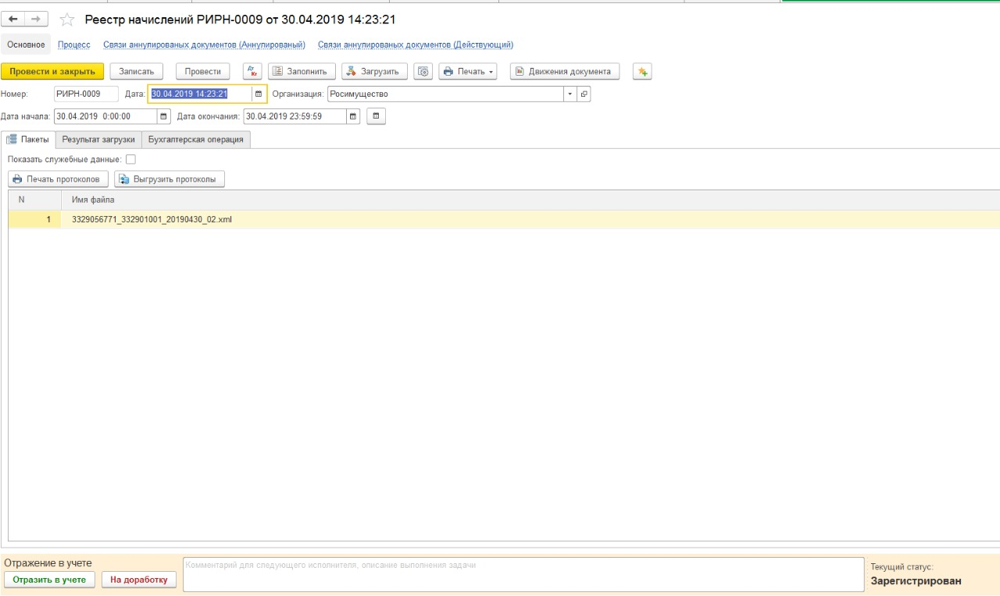 Реестр начислений РИРН-0009 от 30.04.2019 14:23:21
Основное Процесс Связи аннулированых документов (Аннулированый) Связи аннулированых документов (Действующий)
Провести и закрыть Записать Провести Дт Кт Заполнить Загрузить Печать Движения документа
Номер: РИРН-0009 Дата: 30.04.2019 14:23:21 Организация: Росимущество
Дата начала: 30.04.2019 0:00:00 Дата окончания: 30.04.2019 23:59:59
Пакеты Результат загрузки Бухгалтерская операция
Показать служебные данные:
Печать протоколов Выгрузить протоколы
N Имя файла
1 3329056771_332901001_20190430_02.xml
Отражение в учете
Отразить в учете На доработку
Комментарий для следующего исполнителя, описание выполнения задачи
Текущий статус:
Зарегистрирован